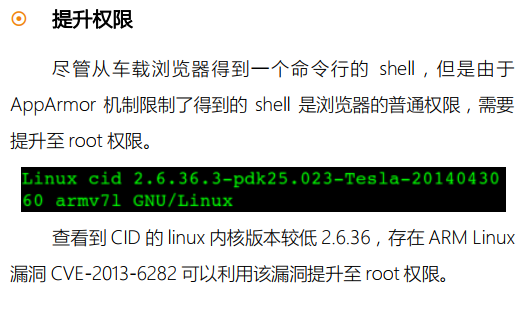 提升权限
尽管从车载浏览器得到一个命令行的 shell，但是由于
AppArmor 机制限制了得到的 shell 是浏览器的普通权限，需要
提升至 root 权限。
Linux cid 2.6.36.3-pdk25.023-Tesla-20140430
60 armv7l GNU/Linux
查看到 CID 的 linux 内核版本较低 2.6.36，存在 ARM Linux
漏洞 CVE-2013-6282 可以利用该漏洞提升至 root 权限。